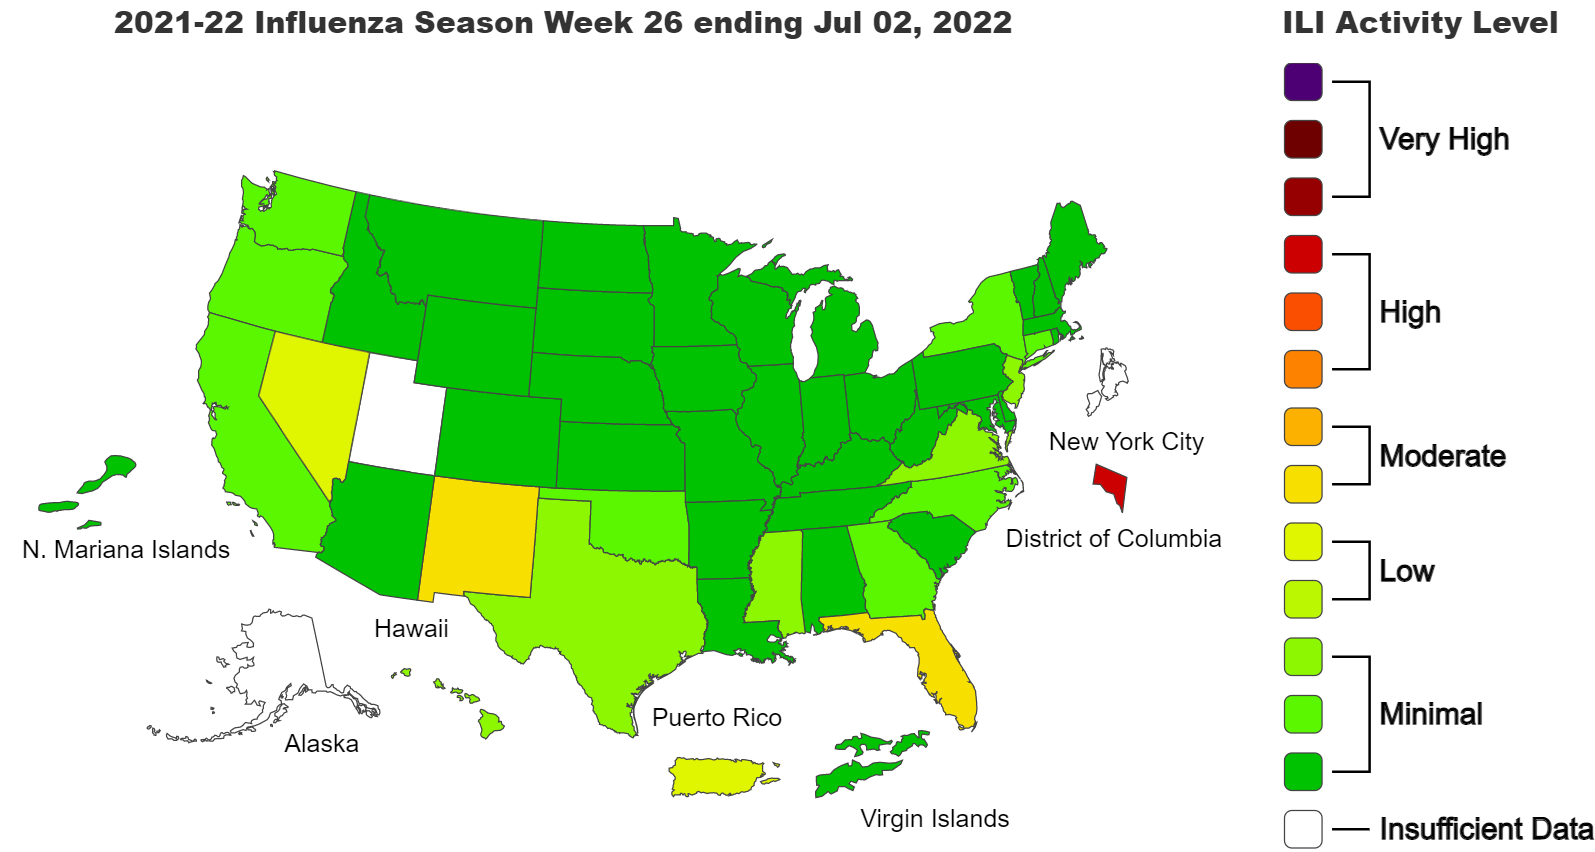 2021-22 Influenza Season Week 26 ending Jul 02, 2022
ILI Activity Level
Very High
High
Moderate
Low
Minimal
Insufficient Data
New York City
District of Columbia
N. Mariana Islands
Hawaii
Alaska
Puerto Rico
Virgin Islands